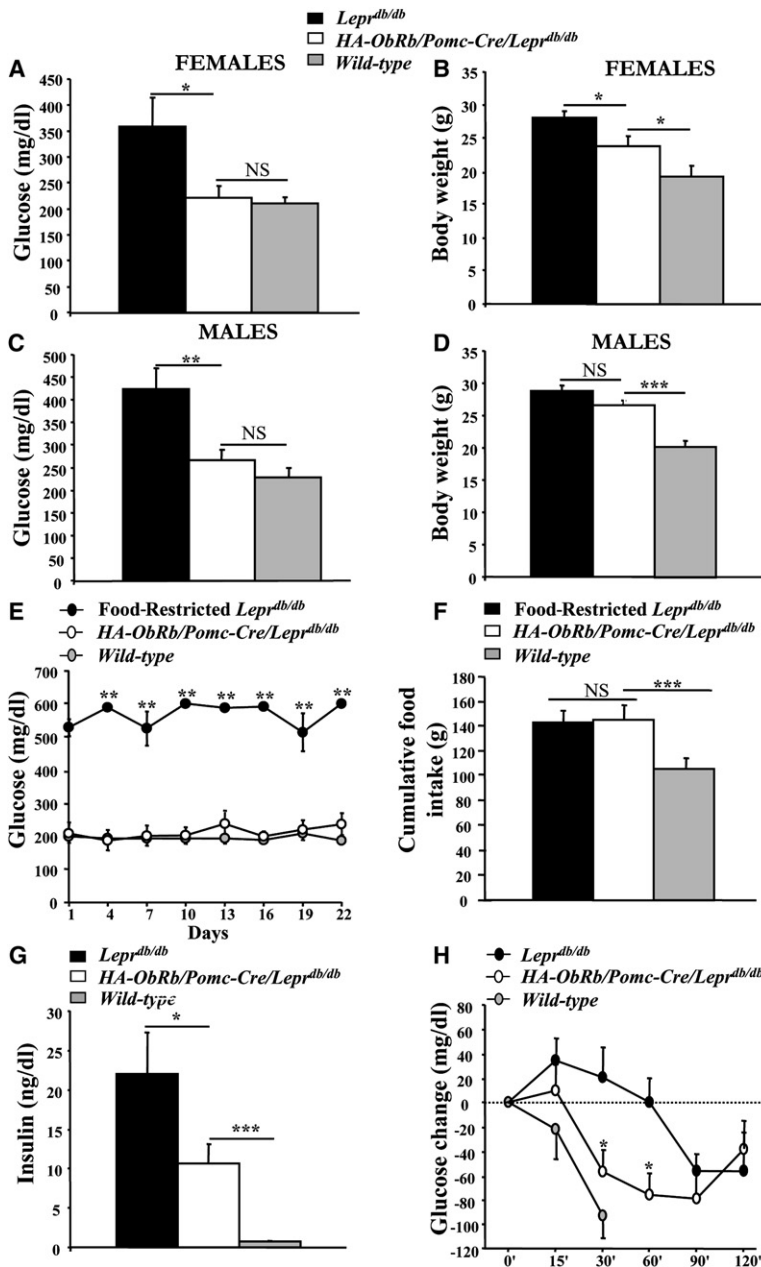 Lepr^db/db
HA-ObRb/Pomc-Cre/Lepr^db/db
Wild-type
A
FEMALES
Glucose (mg/dl)
450
400
350
300
250
200
150
100
50
0
*
NS
B
FEMALES
Body weight (g)
35
30
25
20
15
10
5
0
*
*
C
MALES
Glucose (mg/dl)
500
450
400
350
300
250
200
150
100
50
0
**
NS
D
MALES
Body weight (g)
35
30
25
20
15
10
5
0
NS
***
E
Food-Restricted Lepr^db/db
HA-ObRb/Pomc-Cre/Lepr^db/db
Wild-type
Glucose (mg/dl)
700
600
500
400
300
200
100
0
** ** ** ** ** ** **
1 4 7 10 13 16 19 22
Days
F
Food-Restricted Lepr^db/db
HA-ObRb/Pomc-Cre/Lepr^db/db
Wild-type
Cumulative food
intake (g)
180
160
140
120
100
80
60
40
20
0
NS
***
G
Lepr^db/db
HA-ObRb/Pomc-Cre/Lepr^db/db
Wild-type
Insulin (ng/dl)
30
25
20
15
10
5
0
*
***
H
Lepr^db/db
HA-ObRb/Pomc-Cre/Lepr^db/db
Wild-type
Glucose change (mg/dl)
80
60
40
20
0
-20
-40
-60
-80
-100
-120
*
*
0' 15' 30' 60' 90' 120'